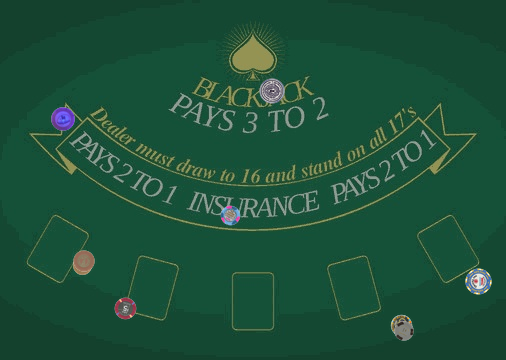 BLACKJACK
PAYS 3 TO 2
Dealer must draw to 16 and stand on all 17's
PAYS 2 TO 1 INSURANCE PAYS 2 TO 1